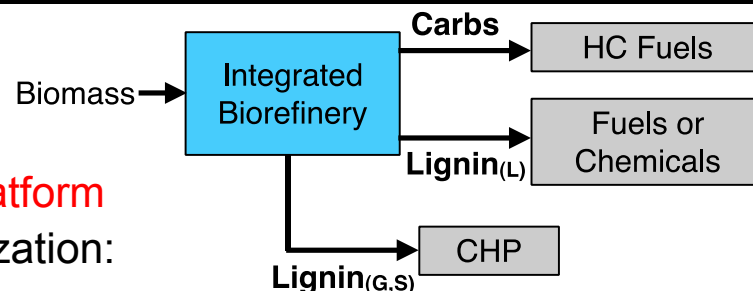 Carbs
HC Fuels
Biomass
Integrated
Biorefinery
Fuels or
Chemicals
Lignin(L)
atform
zation:
CHP
Lignin(G,S)